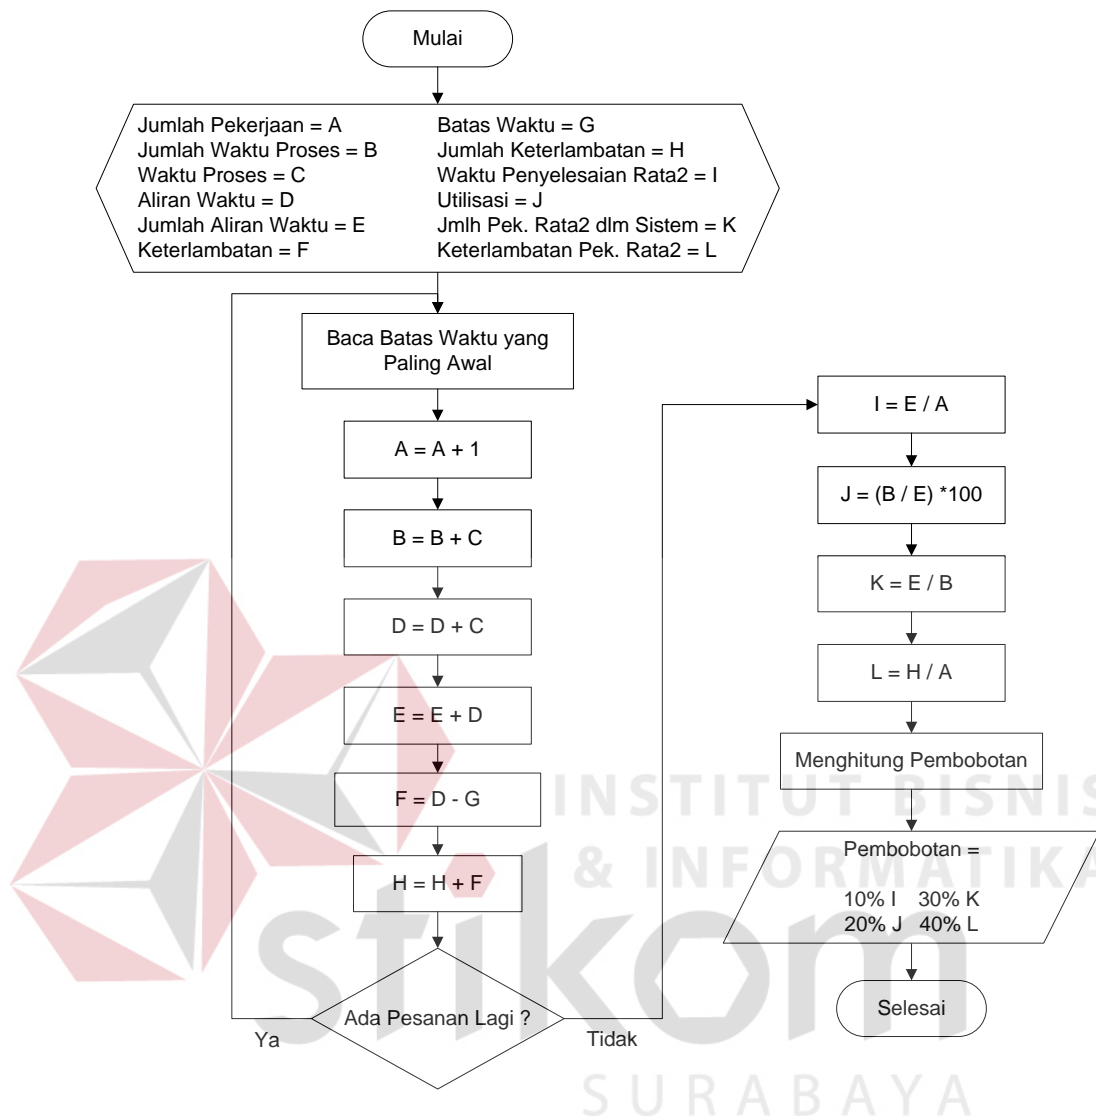 Mulai
Jumlah Pekerjaan = A
Jumlah Waktu Proses = B
Waktu Proses = C
Aliran Waktu = D
Jumlah Aliran Waktu = E
Keterlambatan = F
Batas Waktu = G
Jumlah Keterlambatan = H
Waktu Penyelesaian Rata2 = I
Utilisasi = J
Jmlh Pek. Rata2 dlm Sistem = K
Keterlambatan Pek. Rata2 = L
Baca Batas Waktu yang
Paling Awal
A = A + 1
B = B + C
D = D + C
E = E + D
F = D - G
H = H + F
Ada Pesanan Lagi ?
Ya
Tidak
I = E / A
J = (B / E) *100
K = E / B
L = H / A
Menghitung Pembobotan
Pembobotan =
10% I 30% K
20% J 40% L
Selesai
INSTITUT BISNIS
& INFORMATIKA
stikom
SURABAYA